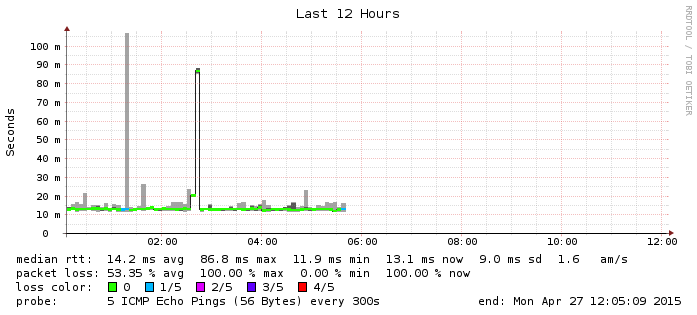 Last 12 Hours
RRDTOOL / TOBI OETIKER
Seconds
100 m
90 m
80 m
70 m
60 m
50 m
40 m
30 m
20 m
10 m
0
02:00 04:00 06:00 08:00 10:00 12:00
median rtt: 14.2 ms avg 86.8 ms max 11.9 ms min 13.1 ms now 9.0 ms sd 1.6 am/s
packet loss: 53.35 % avg 100.00 % max 0.00 % min 100.00 % now
loss color: 0 1/5 2/5 3/5 4/5
probe: 5 ICMP Echo Pings (56 Bytes) every 300s end: Mon Apr 27 12:05:09 2015